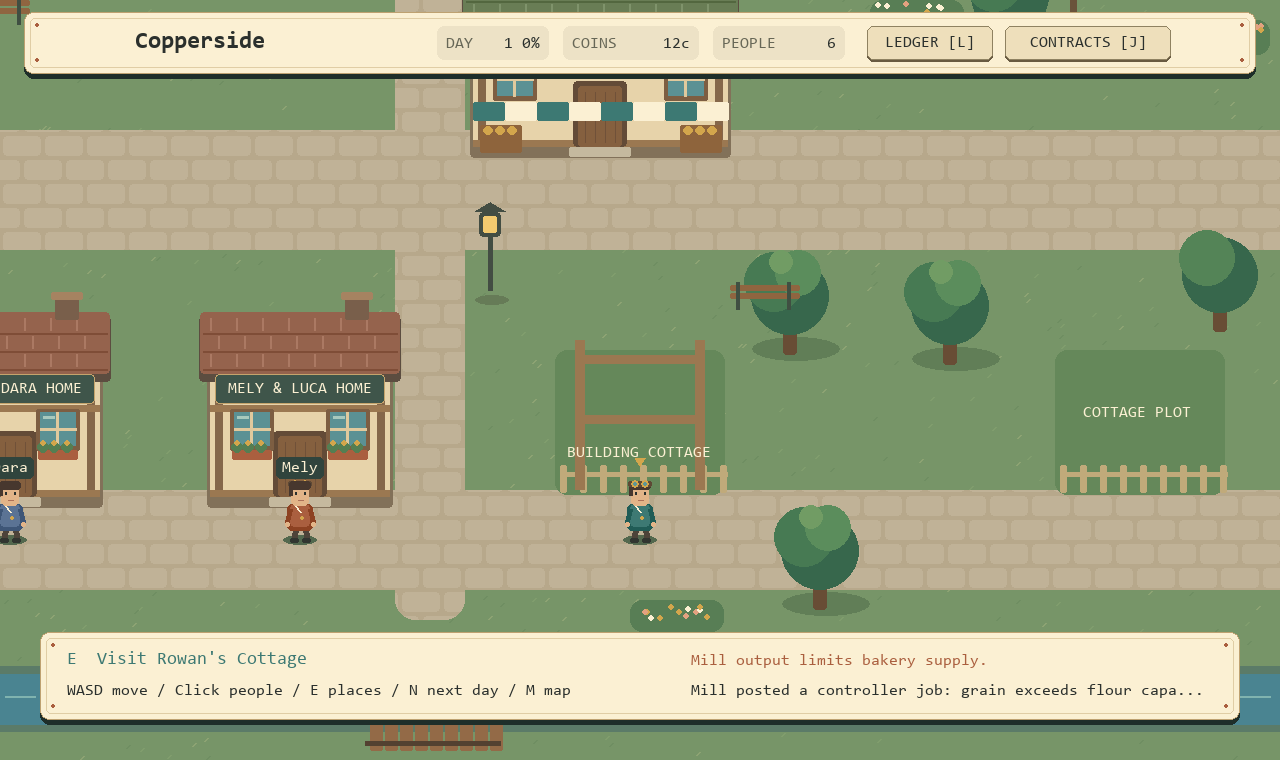 Copperside
DAY 1 0%
COINS 12c
PEOPLE 6
LEDGER [L]
CONTRACTS [J]
DARA HOME
MELY & LUCA HOME
COTTAGE PLOT
BUILDING COTTAGE
ara
Mely
E Visit Rowan's Cottage
Mill output limits bakery supply.
WASD move / Click people / E places / N next day / M map
Mill posted a controller job: grain exceeds flour capa...